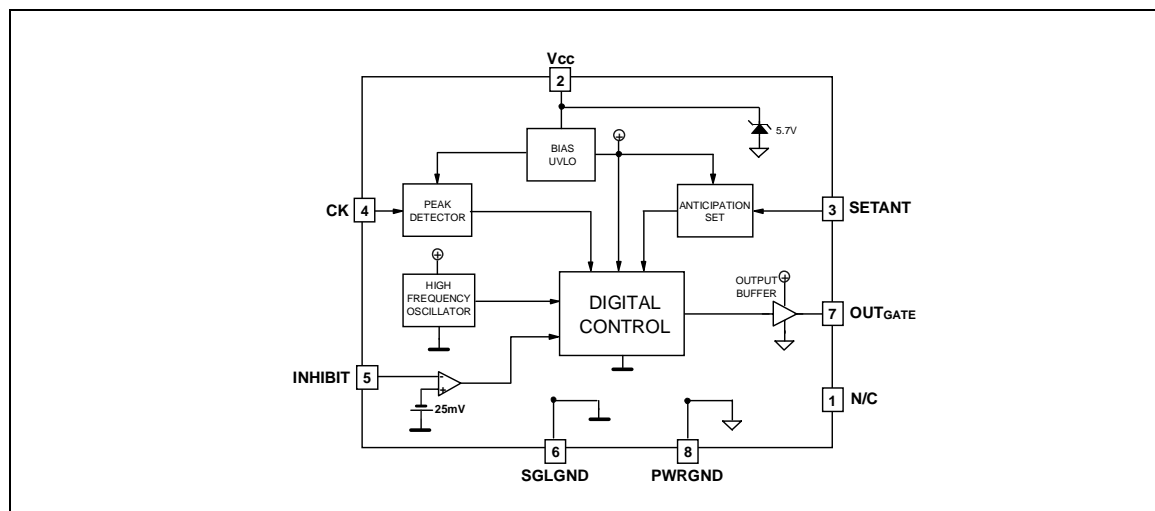 Vcc
2
5.7V
BIAS
UVLO
CK
4
PEAK
DETECTOR
ANTICIPATION
SET
3
SETANT
HIGH
FREQUENCY
OSCILLATOR
DIGITAL
CONTROL
OUTPUT
BUFFER
7
OUTGATE
INHIBIT
5
-
+
25mV
1
N/C
6
8
SGLGND
PWRGND